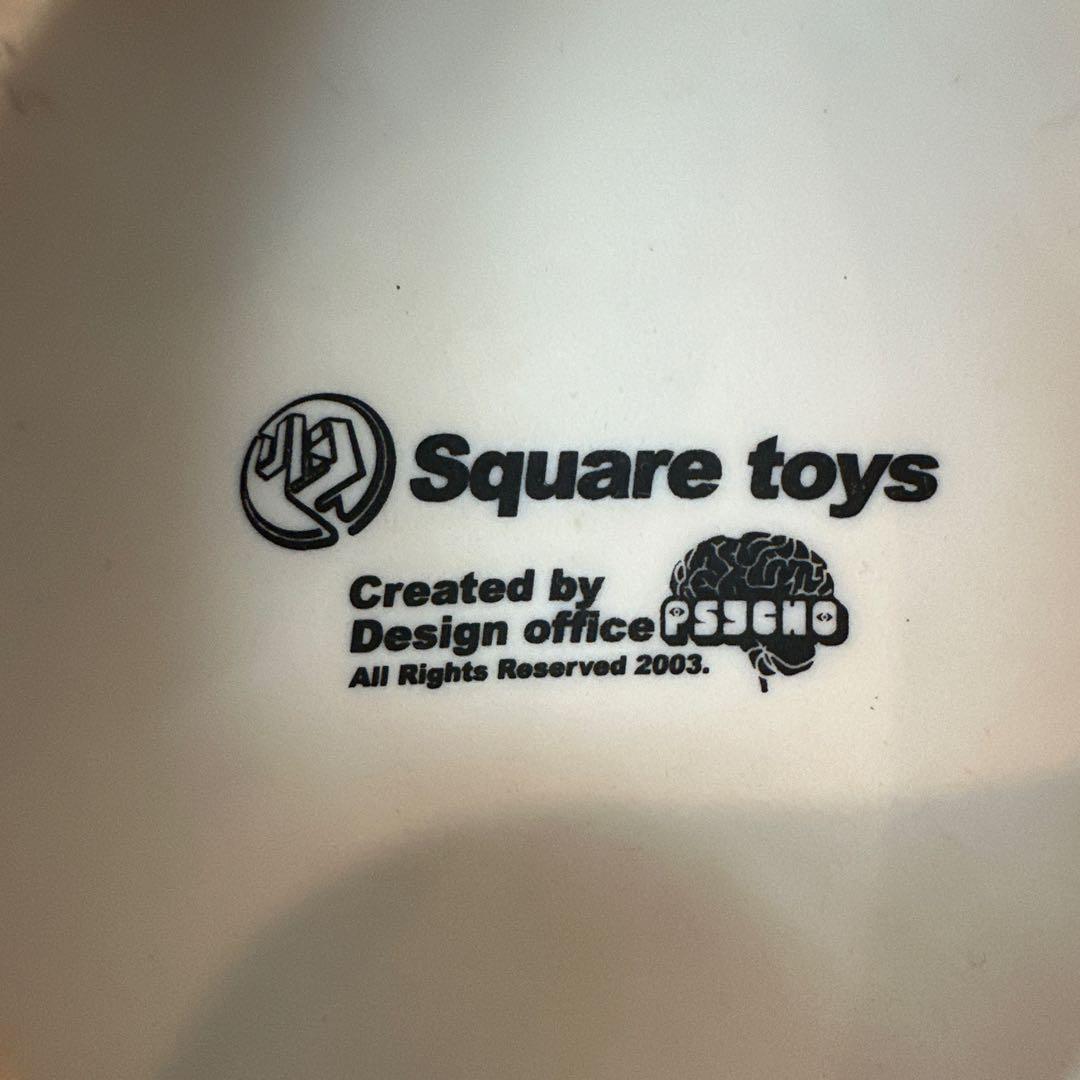 Square toys
Created by
Design office PSYCHO
All Rights Reserved 2003.